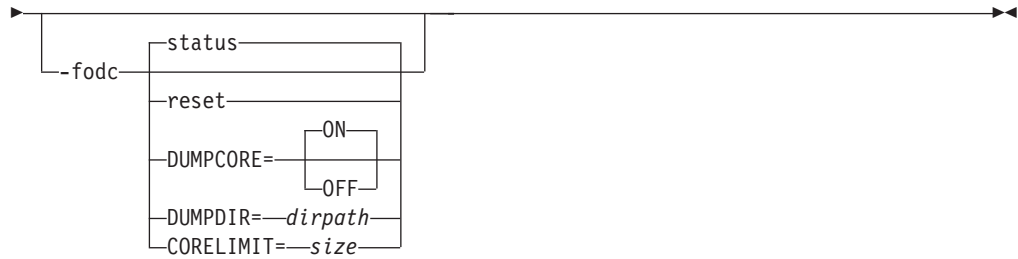 status
-fodc
reset
ON
DUMPCORE=
OFF
DUMPDIR= dirpath
CORELIMIT= size